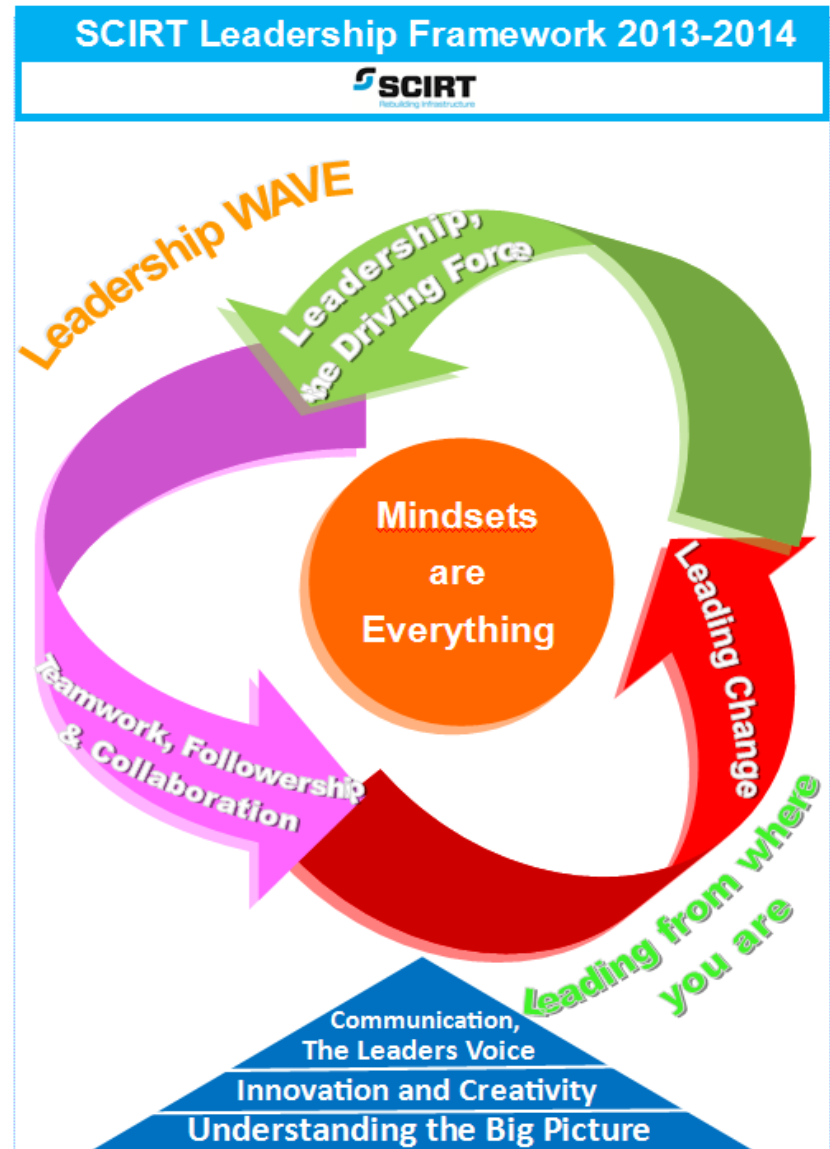 SCIRT Leadership Framework 2013-2014
SCIRT
Rebuilding Infrastructure
Leadership WAVE
Leadership,
the Driving Force
Mindsets
are
Everything
Leading Change
Teamwork, Followership
& Collaboration
Leading from where
you are
Communication,
The Leaders Voice
Innovation and Creativity
Understanding the Big Picture